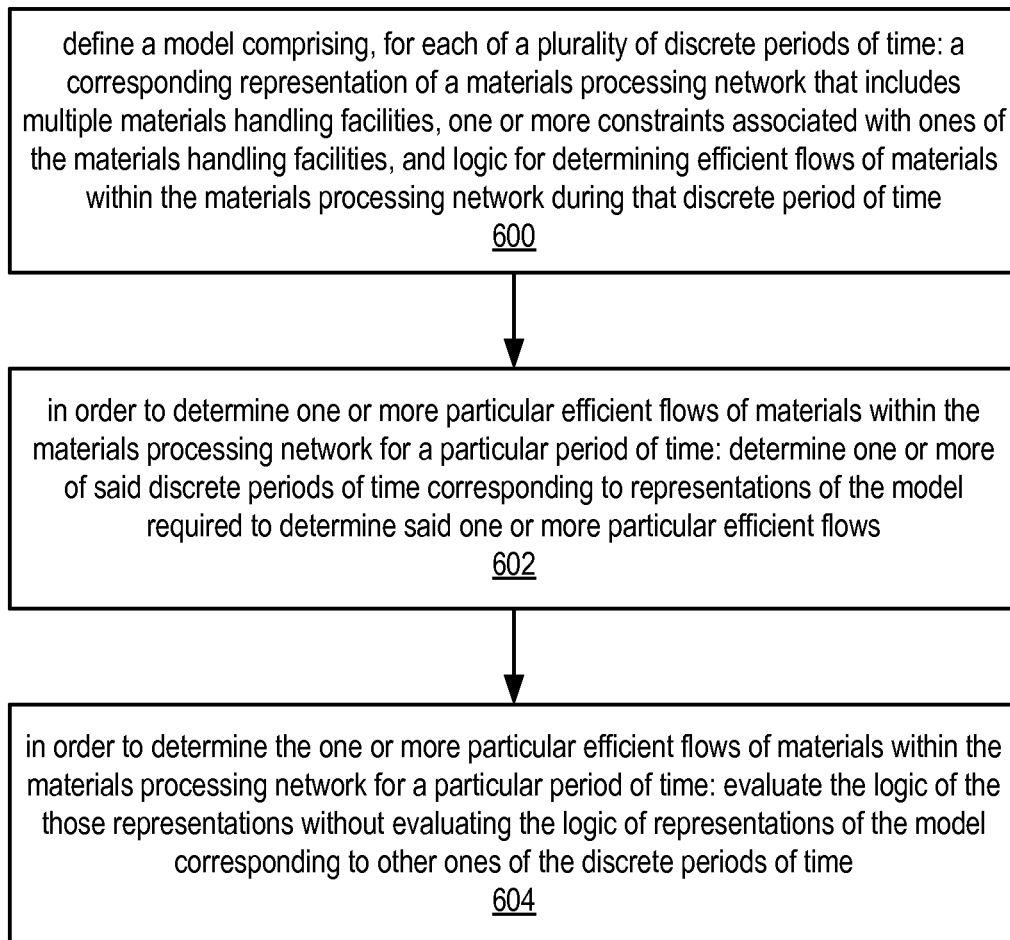 define a model comprising, for each of a plurality of discrete periods of time: a
corresponding representation of a materials processing network that includes
multiple materials handling facilities, one or more constraints associated with ones of
the materials handling facilities, and logic for determining efficient flows of materials
within the materials processing network during that discrete period of time
600
in order to determine one or more particular efficient flows of materials within the
materials processing network for a particular period of time: determine one or more
of said discrete periods of time corresponding to representations of the model
required to determine said one or more particular efficient flows
602
in order to determine the one or more particular efficient flows of materials within the
materials processing network for a particular period of time: evaluate the logic of the
those representations without evaluating the logic of representations of the model
corresponding to other ones of the discrete periods of time
604